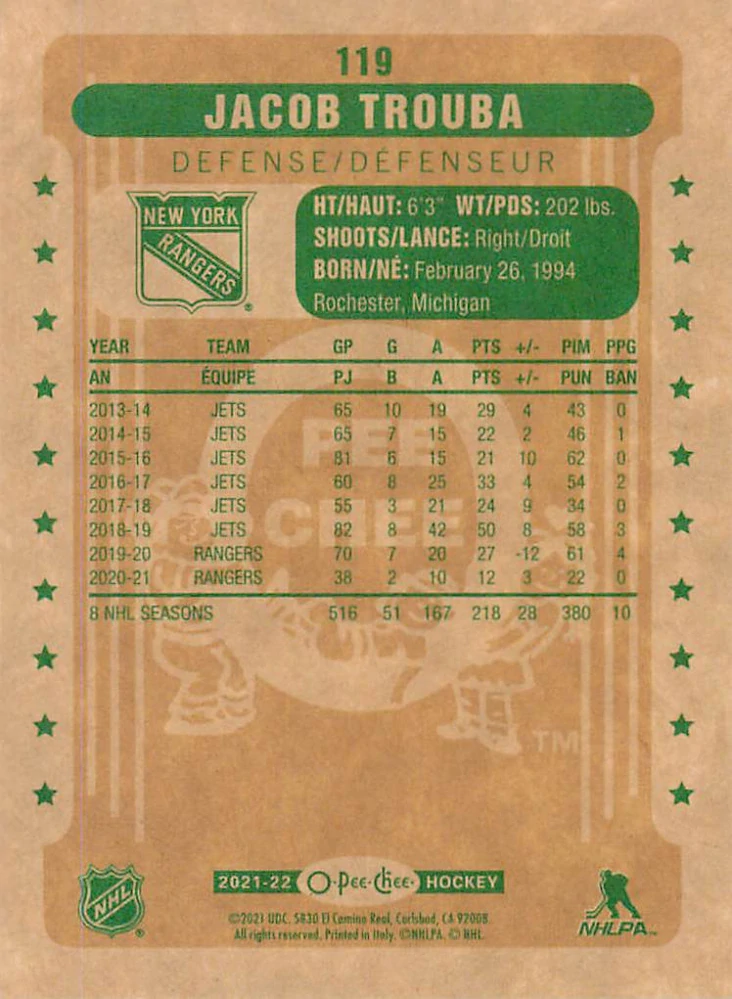 119
JACOB TROUBA
DEFENSE/DÉFENSEUR
NEW YORK
RANGERS
HT/HAUT: 6'3" WT/PDS: 202 lbs.
SHOOTS/LANCE: Right/Droit
BORN/NÉ: February 26, 1994
Rochester, Michigan
YEAR TEAM GP G A PTS +/- PIM PPG
AN ÉQUIPE PJ B A PTS +/- PUN BAN
2013-14 JETS 65 10 19 29 4 43 0
2014-15 JETS 65 7 15 22 2 46 1
2015-16 JETS 81 6 15 21 10 62 0
2016-17 JETS 60 8 25 33 4 54 2
2017-18 JETS 55 3 21 24 9 34 0
2018-19 JETS 82 8 42 50 8 58 3
2019-20 RANGERS 70 7 20 27 -12 61 4
2020-21 RANGERS 38 2 10 12 3 22 0
8 NHL SEASONS 516 51 167 218 28 380 10
PEE
CHEE
TM
NHL
2021-22 O-Pee-Chee HOCKEY
©2021 UDC. 5830 El Camino Real, Carlsbad, CA 92008.
All rights reserved. Printed in Italy. ©NHLPA. © NHL.
NHLPA™